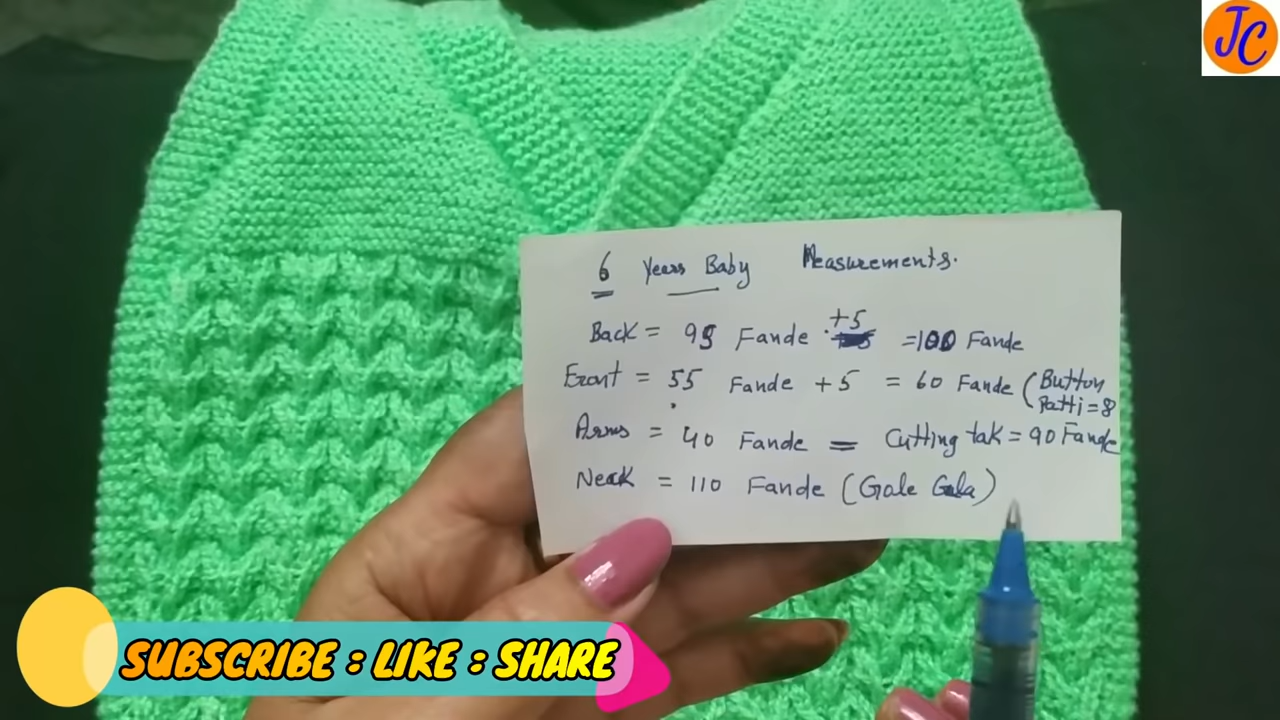 JC
6 Years Baby Measurements.
Back = 95 Fande +5 = 100 Fande
Front = 55 Fande +5 = 60 Fande (Button Patti = 8
Arms = 40 Fande = Cutting tak = 90 Fande
Neck = 110 Fande (Gole Gala)
SUBSCRIBE : LIKE : SHARE